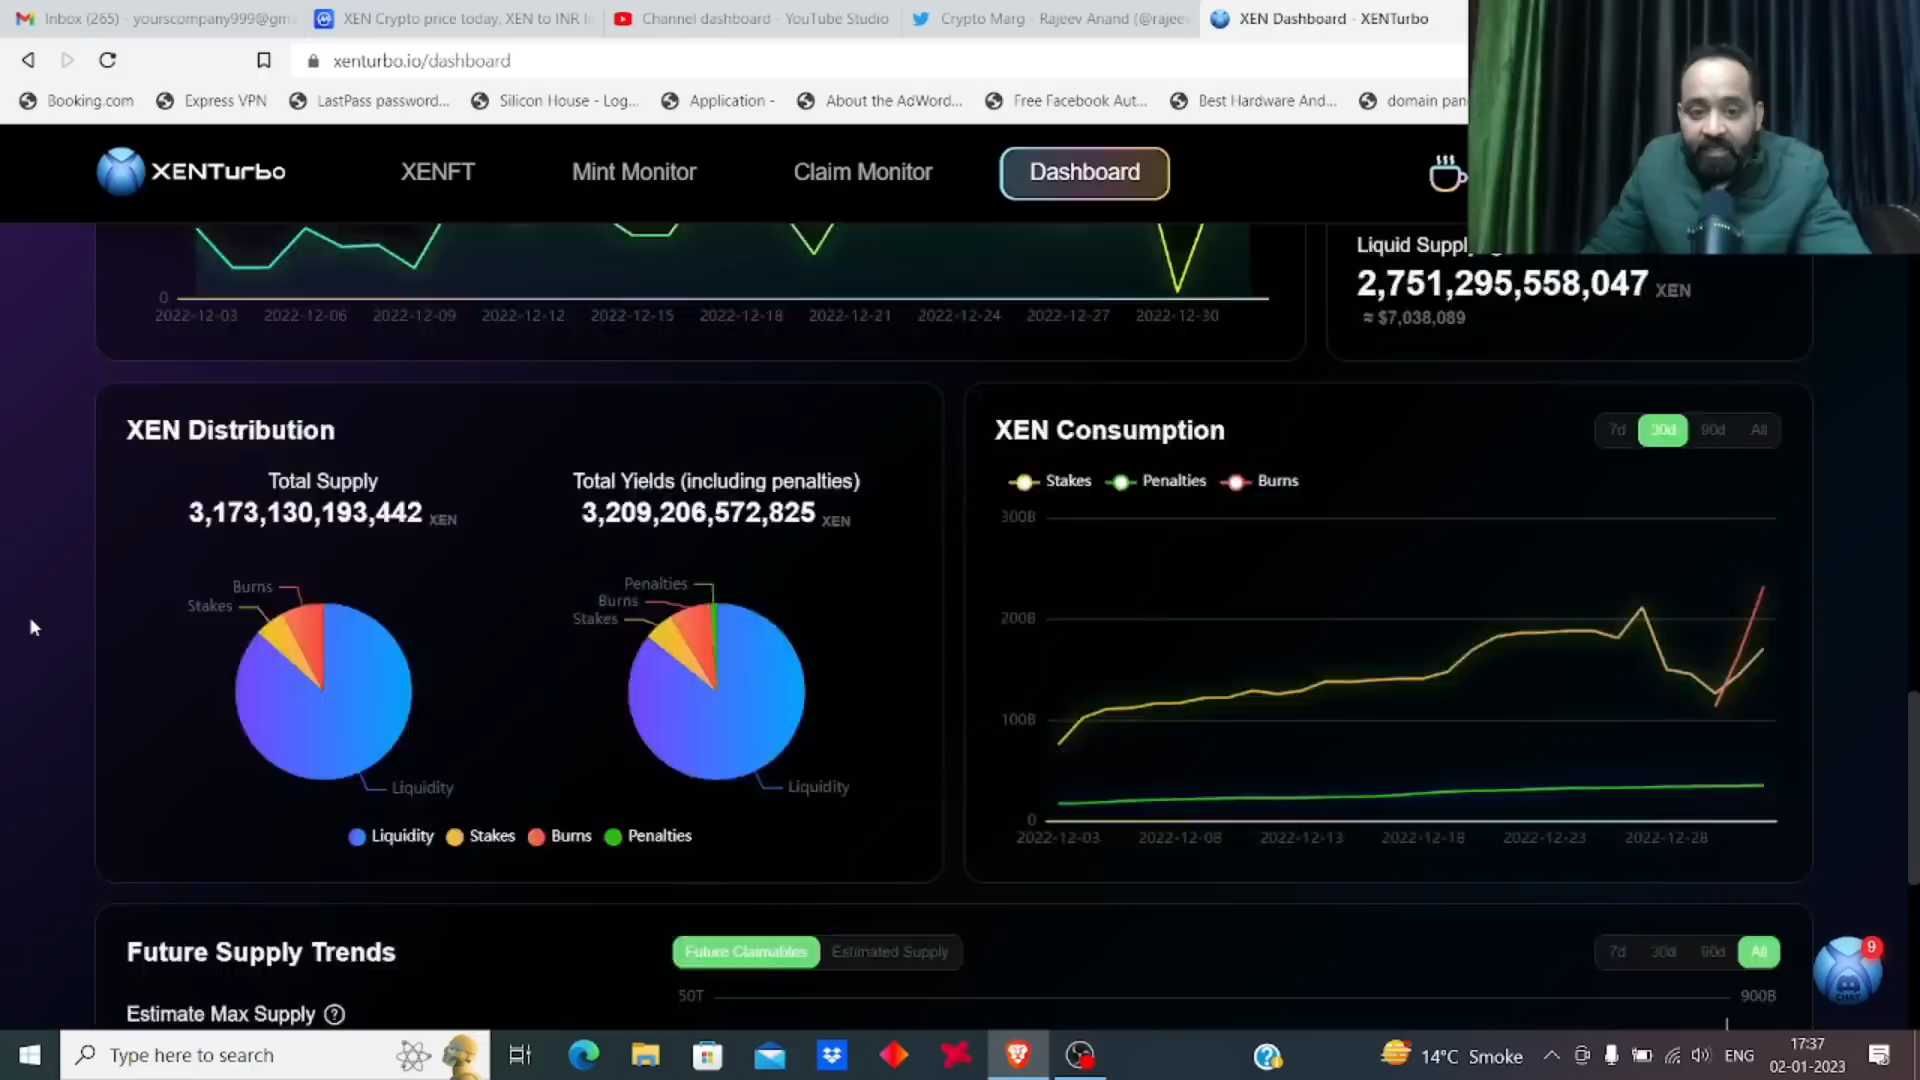 Inbox (265) - yourscompany999@gma
XEN Crypto price today, XEN to INR li
Channel dashboard - YouTube Studio
Crypto Marg - Rajeev Anand (@rajeev
XEN Dashboard - XENTurbo
xenturbo.io/dashboard
Booking.com
Express VPN
LastPass password...
Silicon House - Log...
Application -
About the AdWord...
Free Facebook Aut...
Best Hardware And...
domain pan
XENTurbo
XENFT
Mint Monitor
Claim Monitor
Dashboard
0
2022-12-03 2022-12-06 2022-12-09 2022-12-12 2022-12-15 2022-12-18 2022-12-21 2022-12-24 2022-12-27 2022-12-30
Liquid Supply
2,751,295,558,047 XEN
≈ $7,038,089
XEN Distribution
Total Supply
3,173,130,193,442 XEN
Burns
Stakes
Liquidity
Total Yields (including penalties)
3,209,206,572,825 XEN
Penalties
Burns
Stakes
Liquidity
Liquidity Stakes Burns Penalties
XEN Consumption
7d 30d 90d All
Stakes Penalties Burns
300B
200B
100B
0
2022-12-03 2022-12-08 2022-12-13 2022-12-18 2022-12-23 2022-12-28
Future Supply Trends
Future Claimables Estimated Supply
7d 30d 90d All
Estimate Max Supply ?
50T
900B
9
CHAT
Type here to search
14°C Smoke
ENG
17:37
02-01-2023